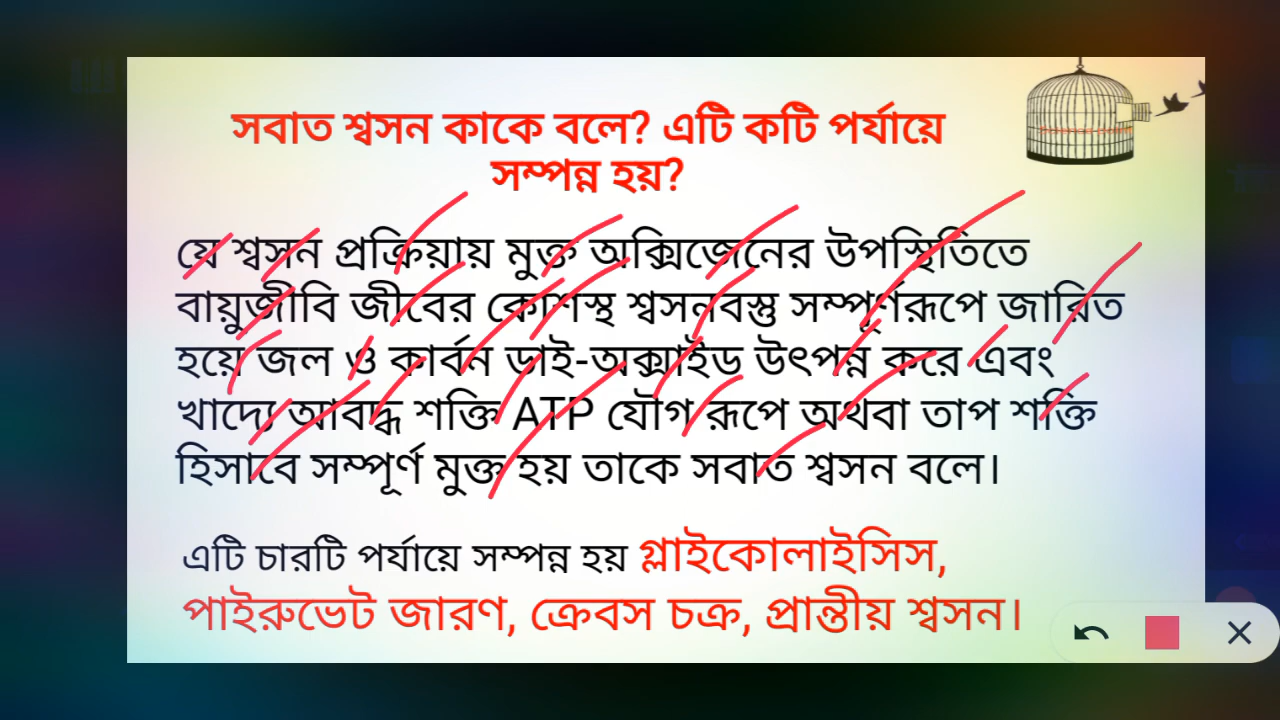 সবাত শ্বসন কাকে বলে? এটি কটি পর্যায়ে
সম্পন্ন হয়?
যে শ্বসন প্রক্রিয়ায় মুক্ত অক্সিজেনের উপস্থিতিতে
বায়ুজীবি জীবের কোশস্থ শ্বসনবস্তু সম্পূর্ণরূপে জারিত
হয়ে জল ও কার্বন ডাই-অক্সাইড উৎপন্ন করে এবং
খাদ্যে আবদ্ধ শক্তি ATP যৌগ রূপে অথবা তাপ শক্তি
হিসাবে সম্পূর্ণ মুক্ত হয় তাকে সবাত শ্বসন বলে।
এটি চারটি পর্যায়ে সম্পন্ন হয় গ্লাইকোলাইসিস,
পাইরুভেট জারণ, ক্রেবস চক্র, প্রান্তীয় শ্বসন।